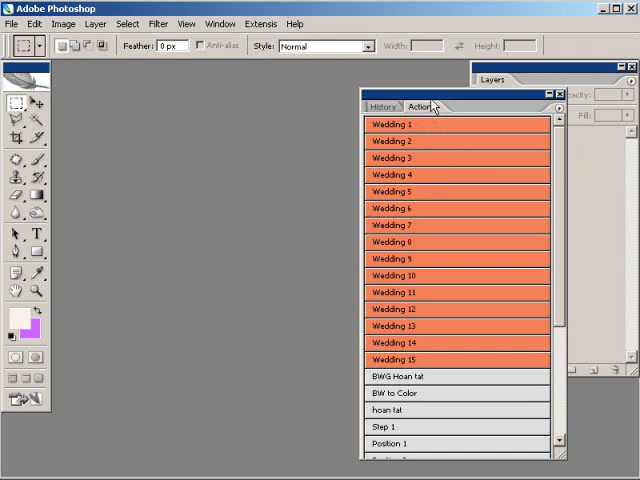 Adobe Photoshop
File Edit Image Layer Select Filter View Window Extensis Help
Feather: 0 px Anti-alias Style: Normal Width: Height:
Layers
History Action
Fill:
Wedding 1
Wedding 2
Wedding 3
Wedding 4
Wedding 5
Wedding 6
Wedding 7
Wedding 8
Wedding 9
Wedding 10
Wedding 11
Wedding 12
Wedding 13
Wedding 14
Wedding 15
BWG Hoan tat
BW to Color
hoan tat
Step 1
Position 1